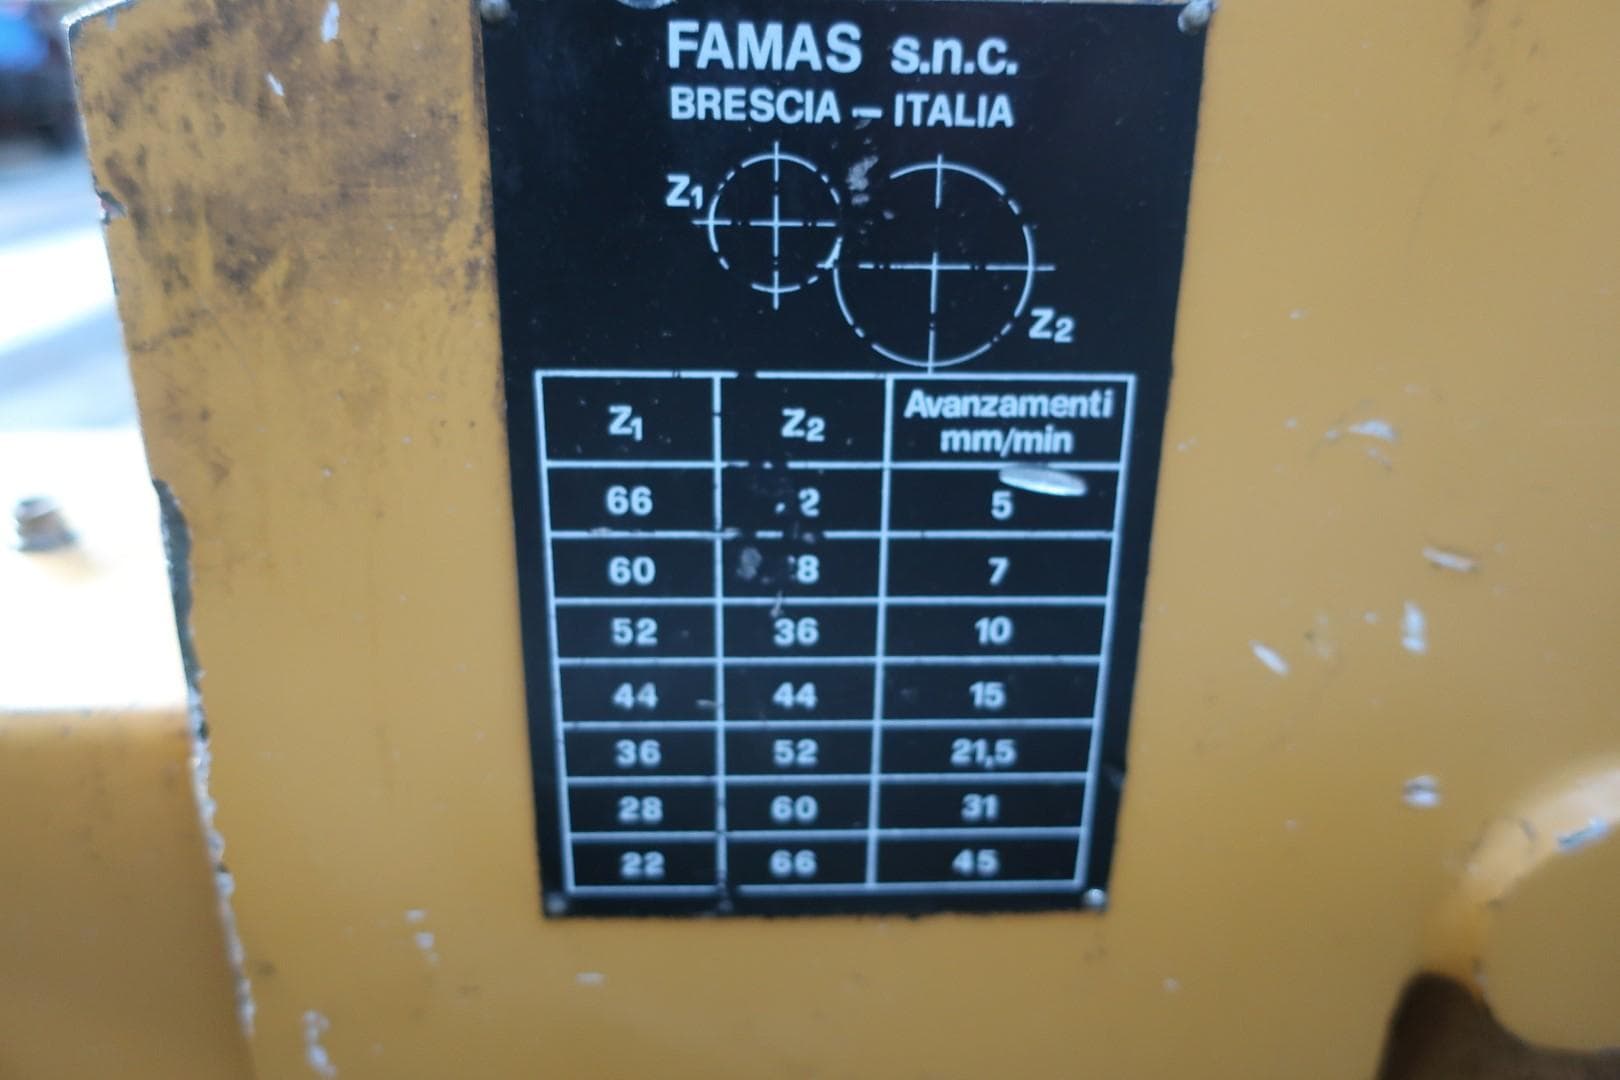 FAMAS s.n.c.
BRESCIA – ITALIA
Z1
Z2
Z1 Z2 Avanzamenti mm/min
66 5
60 7
52 36 10
44 44 15
36 52 21,5
28 60 31
22 66 45